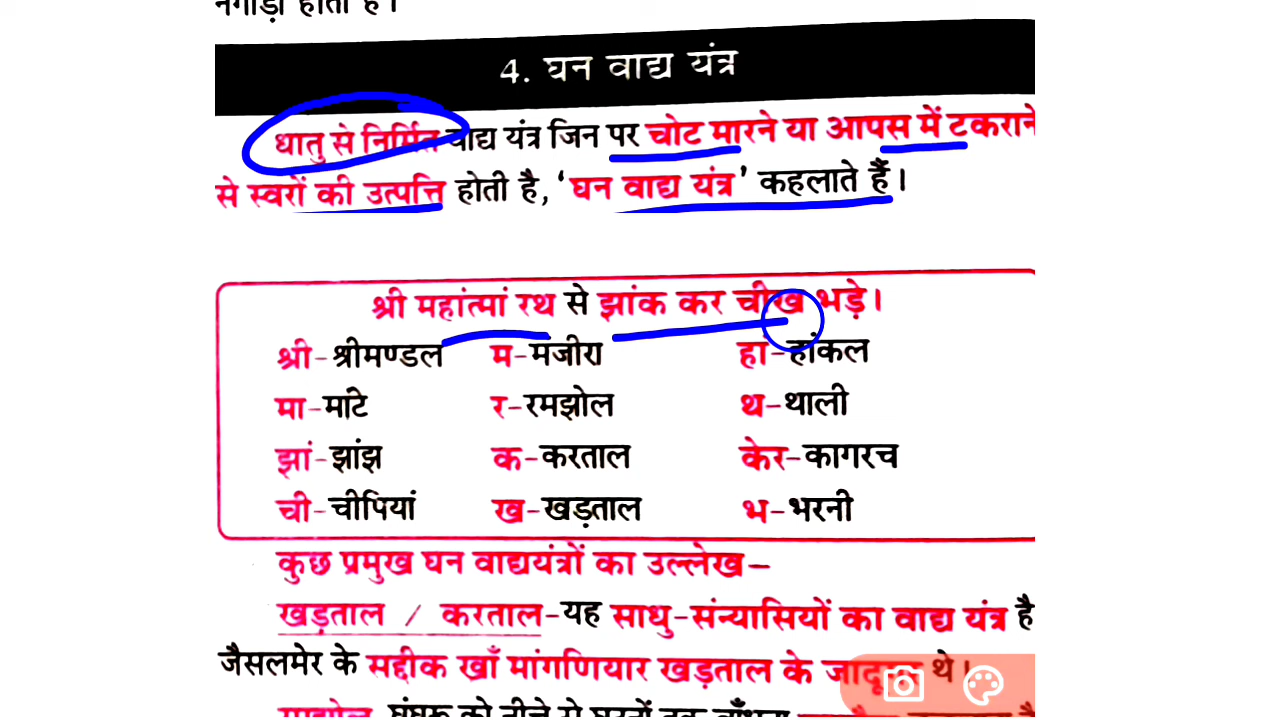 नगाड़ा होता है।
4. घन वाद्य यंत्र
धातु से निर्मित वाद्य यंत्र जिन पर चोट मारने या आपस में टकराने
से स्वरों की उत्पत्ति होती है, ‘घन वाद्य यंत्र’ कहलाते हैं।
श्री महांत्मां रथ से झांक कर चीख भड़े।
श्री-श्रीमण्डल म-मजीरा हां-हांकल
मा-मांटे र-रमझोल थ-थाली
झां-झांझ क-करताल केर-कागरच
ची-चीपियां ख-खड़ताल भ-भरनी
कुछ प्रमुख घन वाद्ययंत्रों का उल्लेख–
खड़ताल / करताल-यह साधु-संन्यासियों का वाद्य यंत्र है
जैसलमेर के सद्दीक खाँ मांगणियार खड़ताल के जादूगर थे।